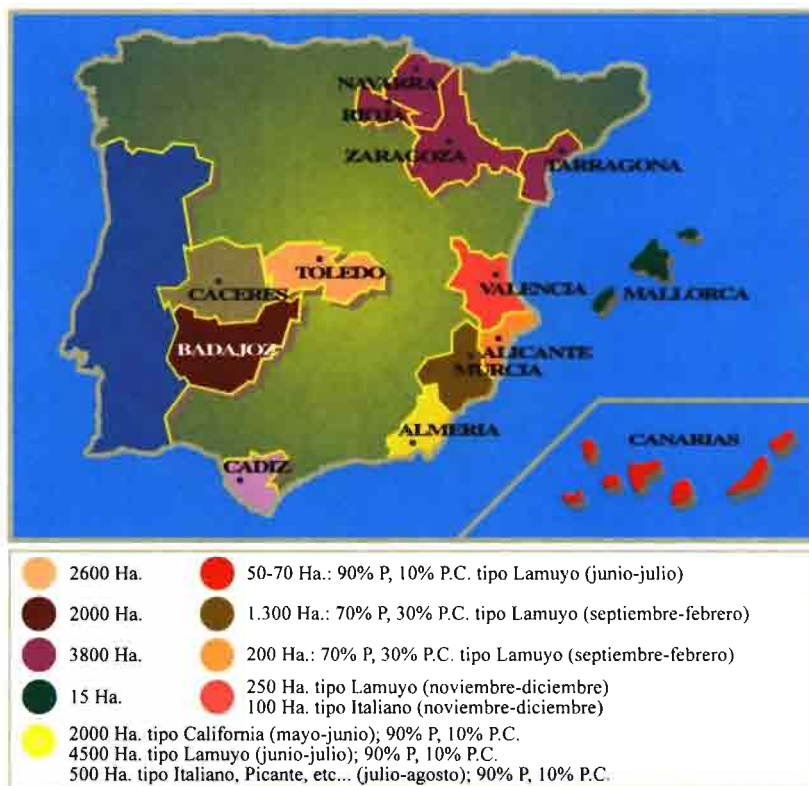 NAVARRA
RIOJA
ZARAGOZA
TARRAGONA
TOLEDO
CACERES
VALENCIA
MALLORCA
BADAJOZ
ALICANTE
MURCIA
ALMERIA
CADIZ
CANARIAS
2600 Ha.
50-70 Ha.: 90% P, 10% P.C. tipo Lamuyo (junio-julio)
2000 Ha.
1.300 Ha.: 70% P, 30% P.C. tipo Lamuyo (septiembre-febrero)
3800 Ha.
200 Ha.: 70% P, 30% P.C. tipo Lamuyo (septiembre-febrero)
15 Ha.
250 Ha. tipo Lamuyo (noviembre-diciembre)
100 Ha. tipo Italiano (noviembre-diciembre)
2000 Ha. tipo California (mayo-junio); 90% P, 10% P.C.
4500 Ha. tipo Lamuyo (junio-julio); 90% P, 10% P.C.
500 Ha. tipo Italiano, Picante, etc... (julio-agosto); 90% P, 10% P.C.